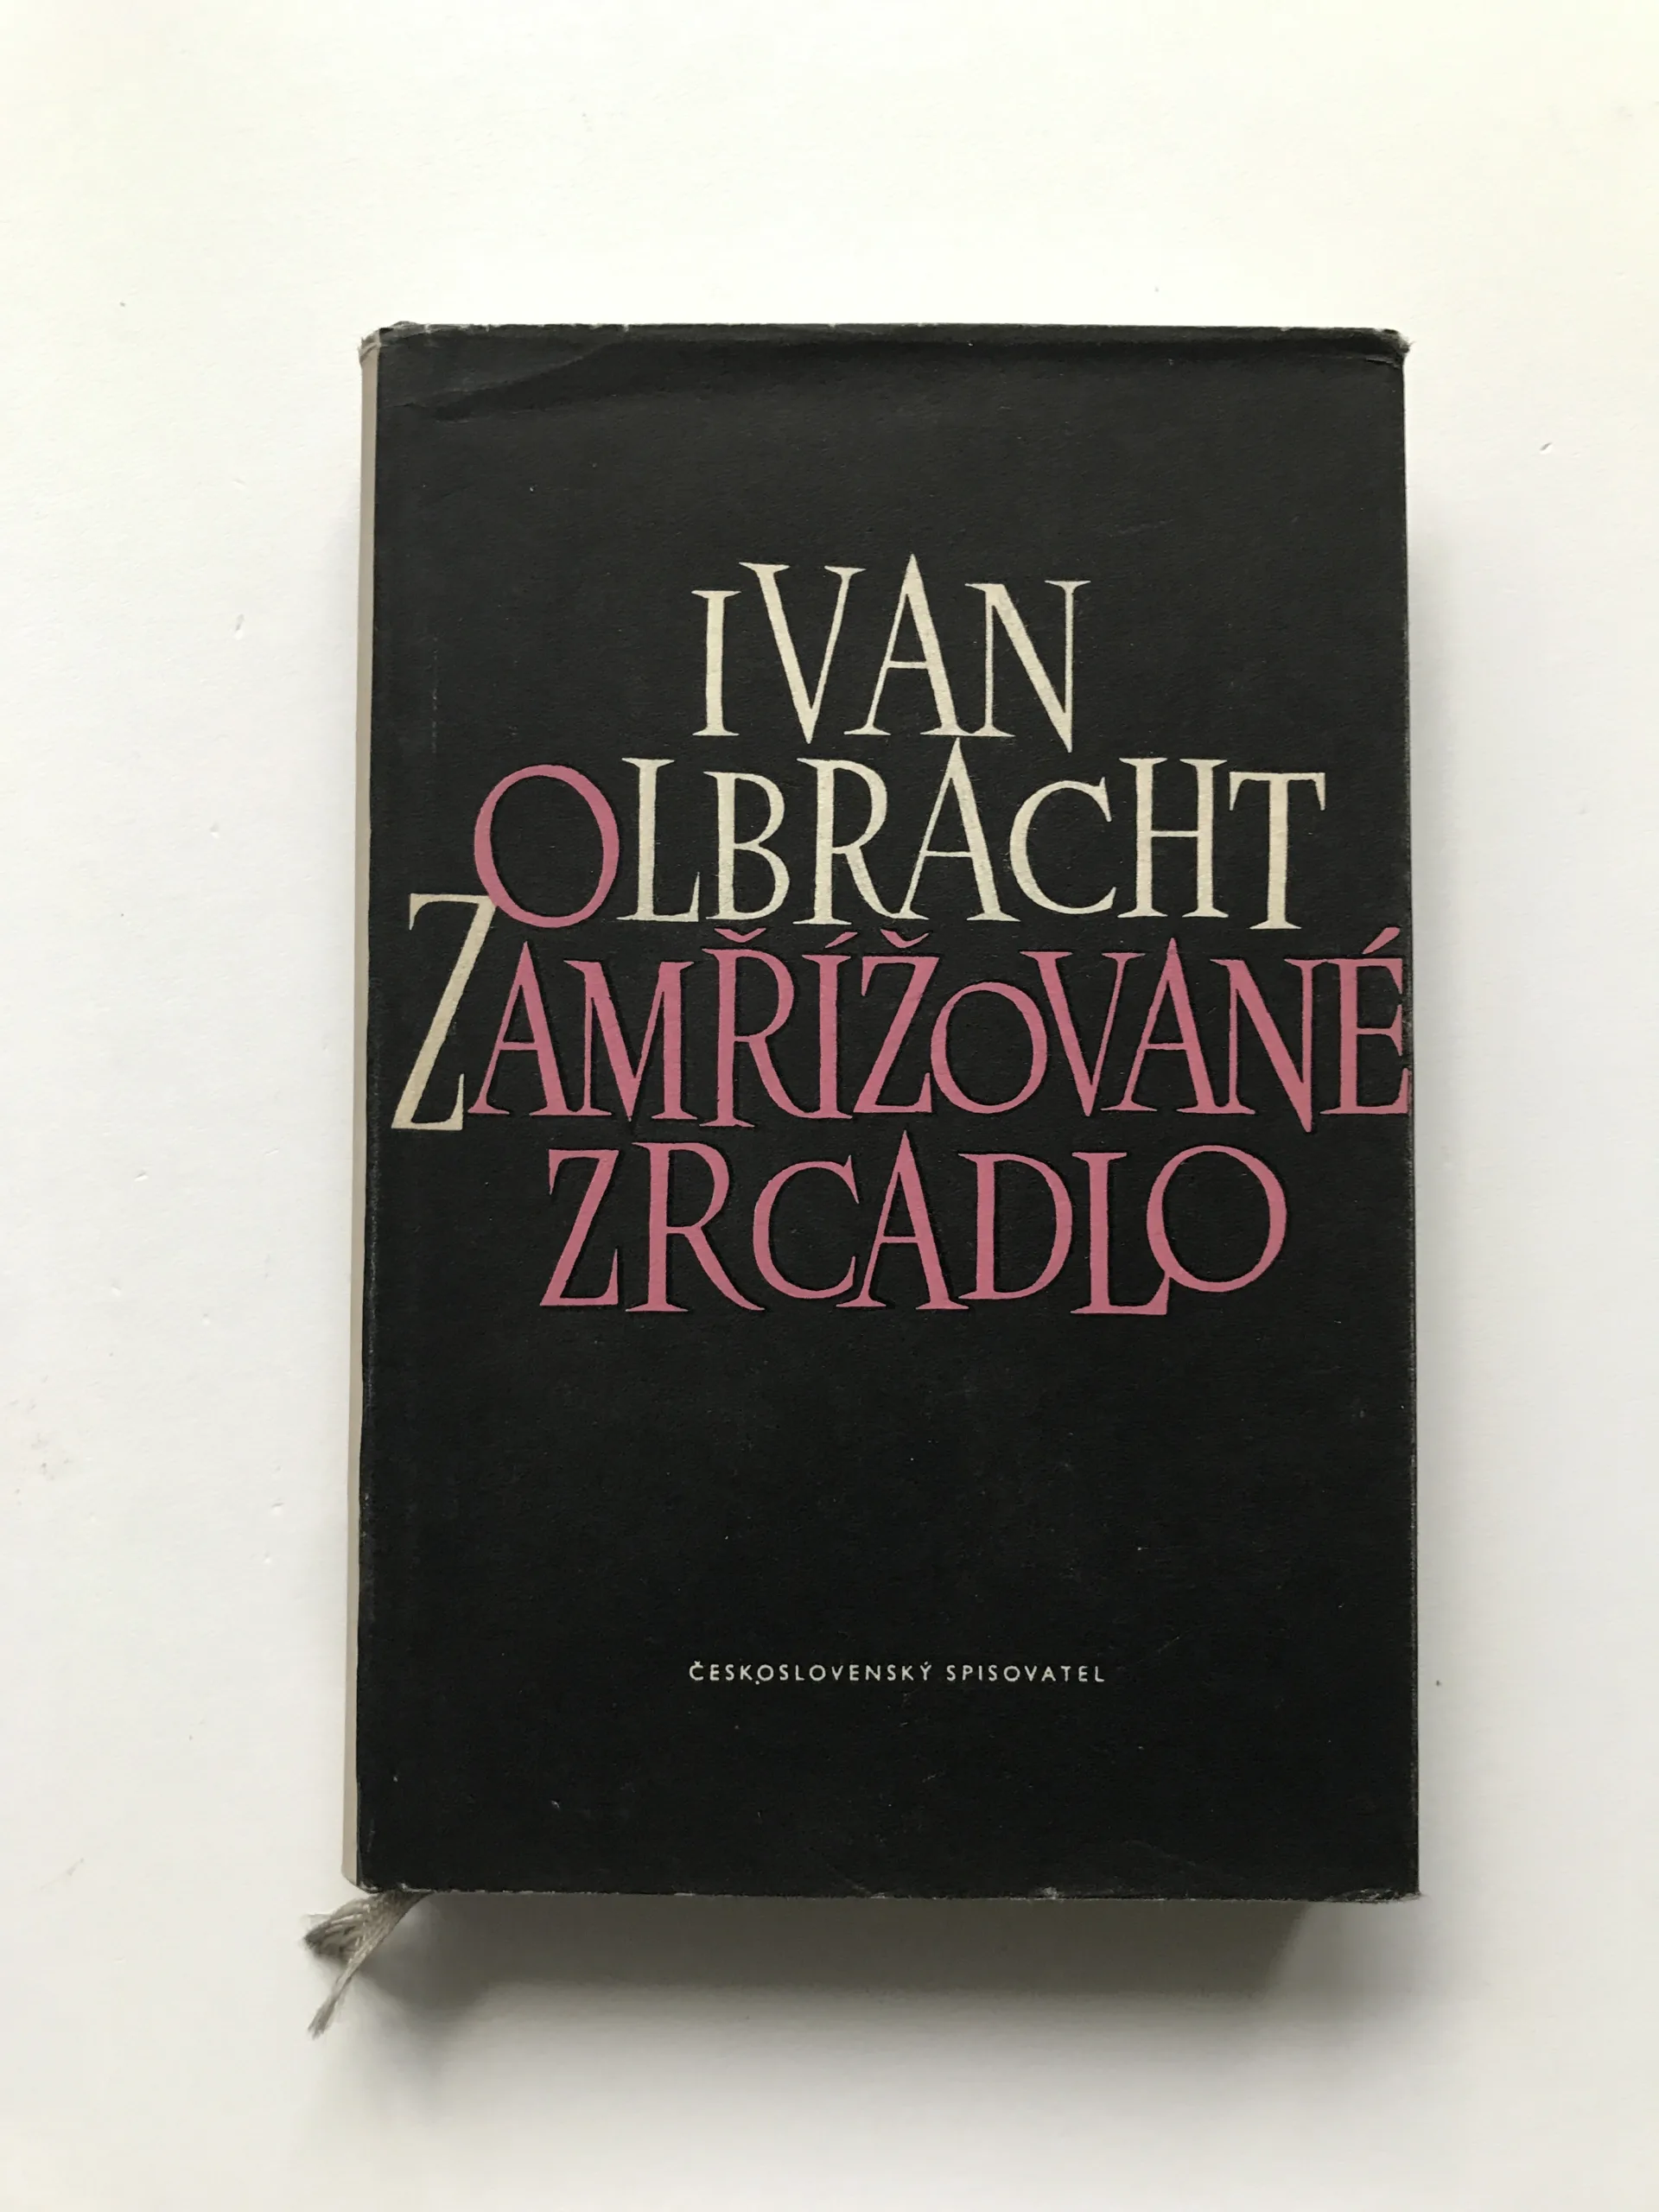 IVAN
OLBRACHT
ZAMŘÍŽOVANÉ
ZRCADLO
ČESKOSLOVENSKÝ SPISOVATEL